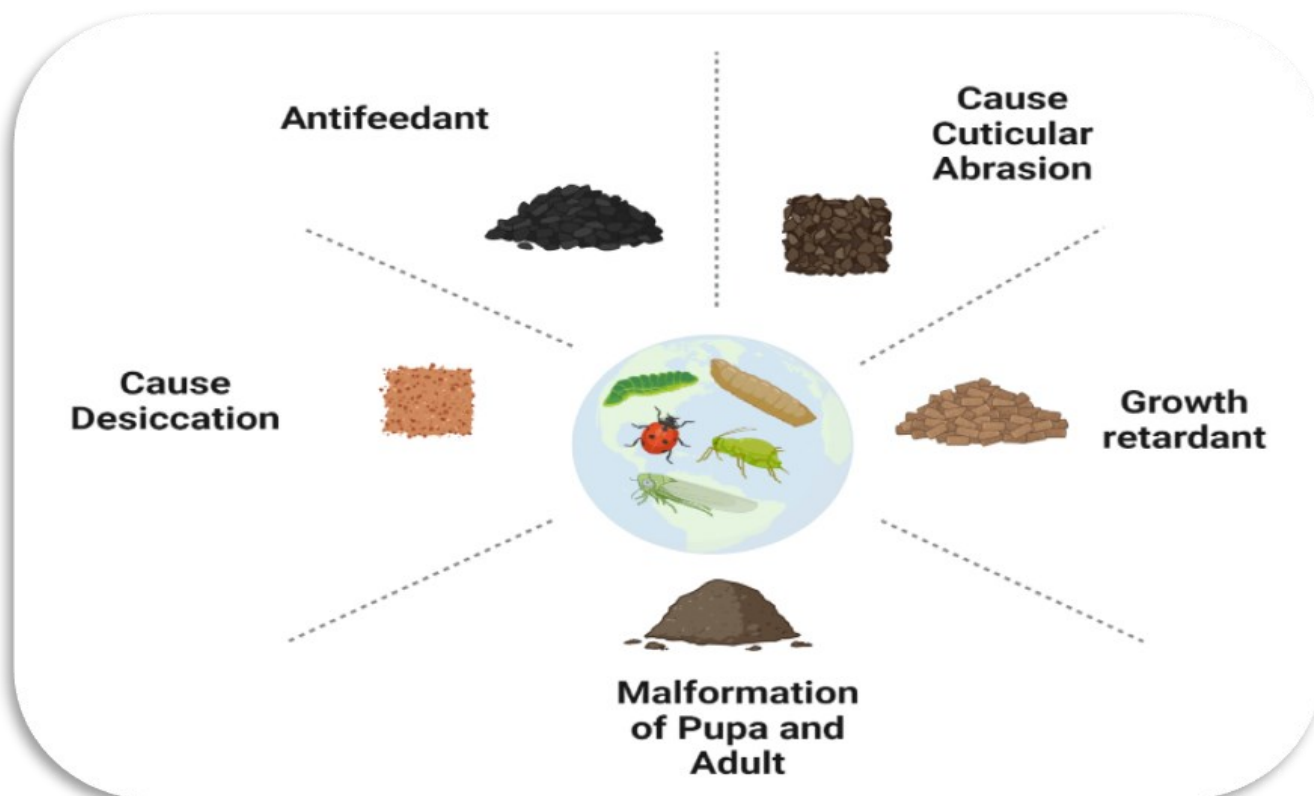 Antifeedant
Cause
Cuticular
Abrasion
Cause
Desiccation
Growth
retardant
Malformation
of Pupa and
Adult